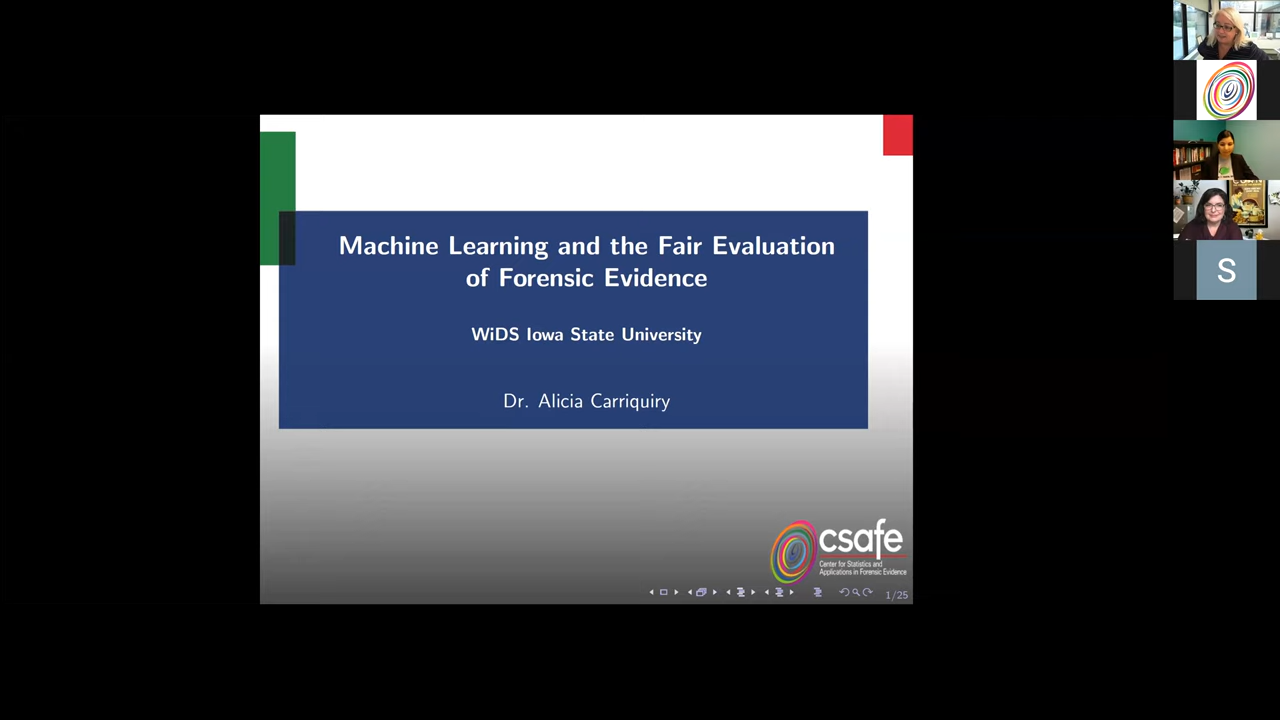 Machine Learning and the Fair Evaluation
of Forensic Evidence
WiDS Iowa State University
Dr. Alicia Carriquiry
csafe
Center for Statistics and
Applications in Forensic Evidence
1/25
S